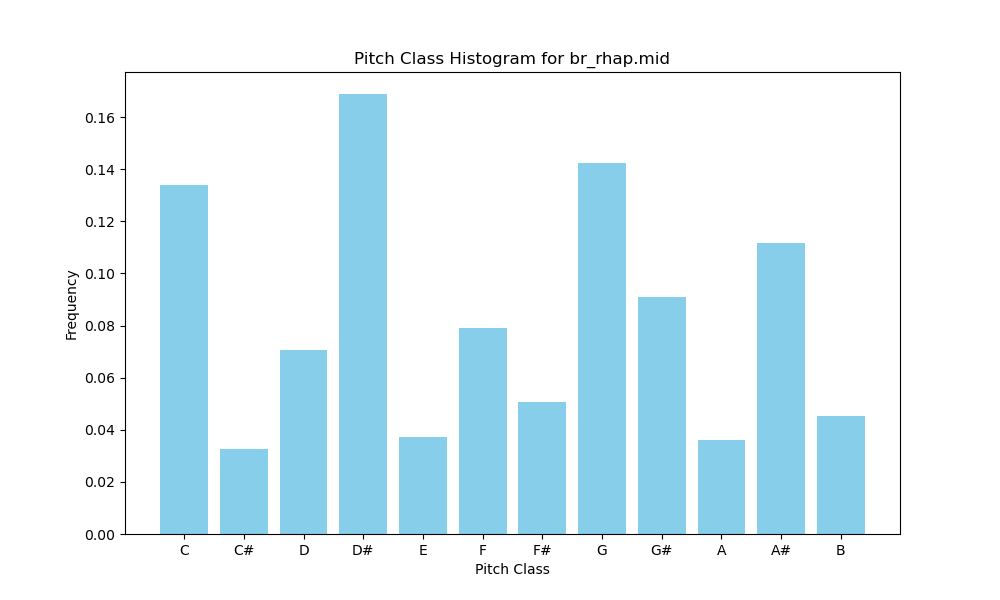 Pitch Class Histogram for br_rhap.mid
Frequency
0.16
0.14
0.12
0.10
0.08
0.06
0.04
0.02
0.00
C C# D D# E F F# G G# A A# B
Pitch Class